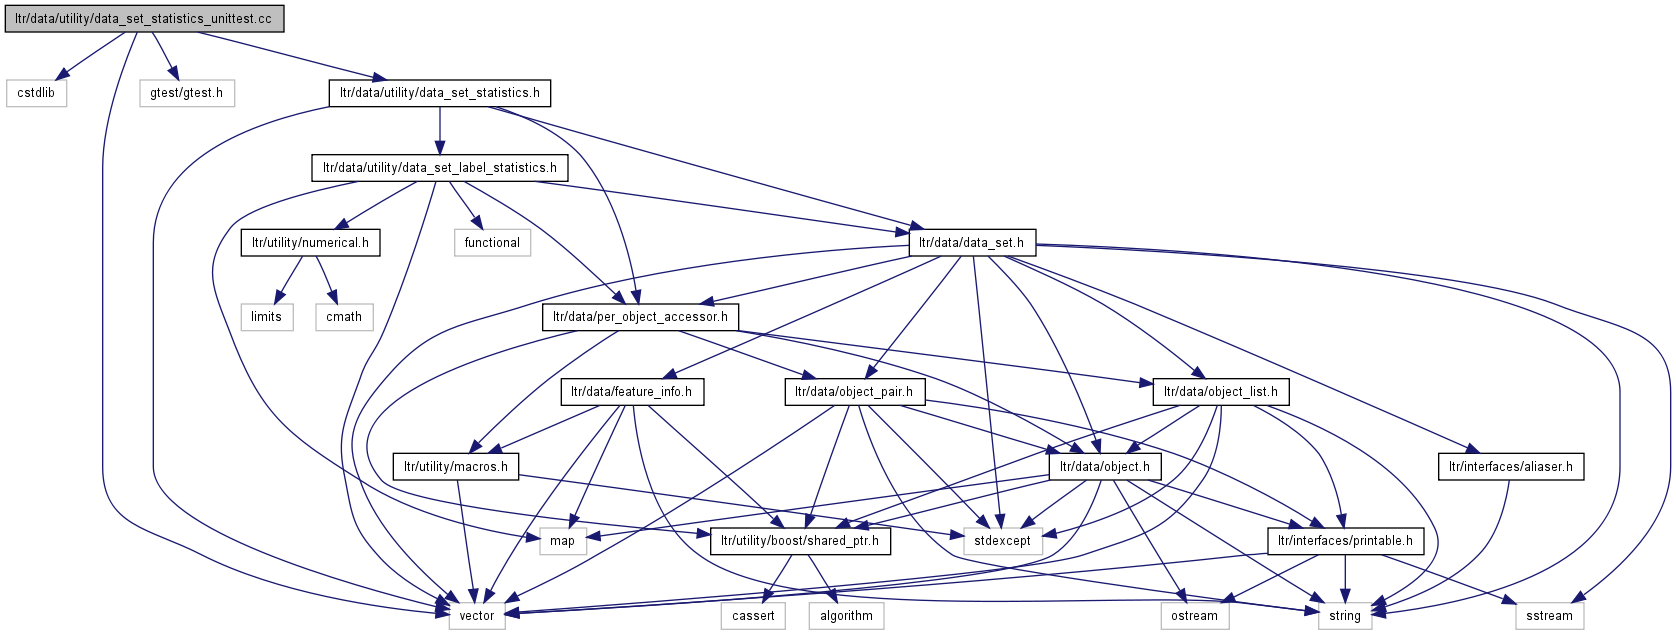 ltr/data/utility/data_set_statistics_unittest.cc
cstdlib
gtest/gtest.h
ltr/data/utility/data_set_statistics.h
ltr/data/utility/data_set_label_statistics.h
ltr/utility/numerical.h
functional
ltr/data/data_set.h
limits
cmath
ltr/data/per_object_accessor.h
ltr/data/feature_info.h
ltr/data/object_pair.h
ltr/data/object_list.h
ltr/utility/macros.h
ltr/data/object.h
ltr/interfaces/aliaser.h
map
ltr/utility/boost/shared_ptr.h
stdexcept
ltr/interfaces/printable.h
vector
cassert
algorithm
ostream
string
sstream